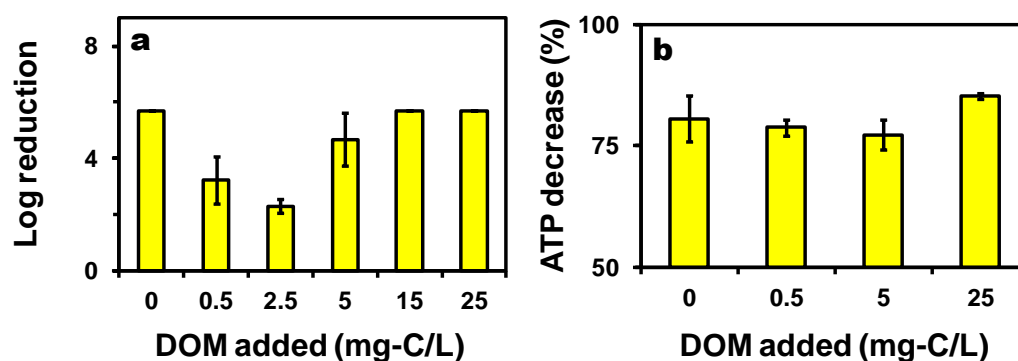 a
Log reduction
8
4
0
0 0.5 2.5 5 15 25
DOM added (mg-C/L)
b
ATP decrease (%)
100
75
50
0 0.5 5 25
DOM added (mg-C/L)